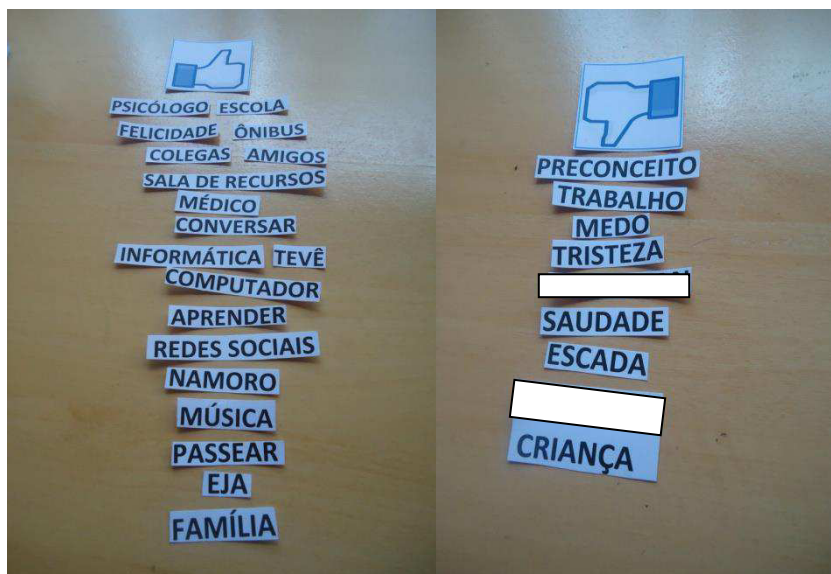 PSICÓLOGO ESCOLA
FELICIDADE ÔNIBUS
COLEGAS AMIGOS
SALA DE RECURSOS
MÉDICO
CONVERSAR
INFORMÁTICA TEVÊ
COMPUTADOR
APRENDER
REDES SOCIAIS
NAMORO
MÚSICA
PASSEAR
EJA
FAMÍLIA
PRECONCEITO
TRABALHO
MEDO
TRISTEZA
SAUDADE
ESCADA
CRIANÇA